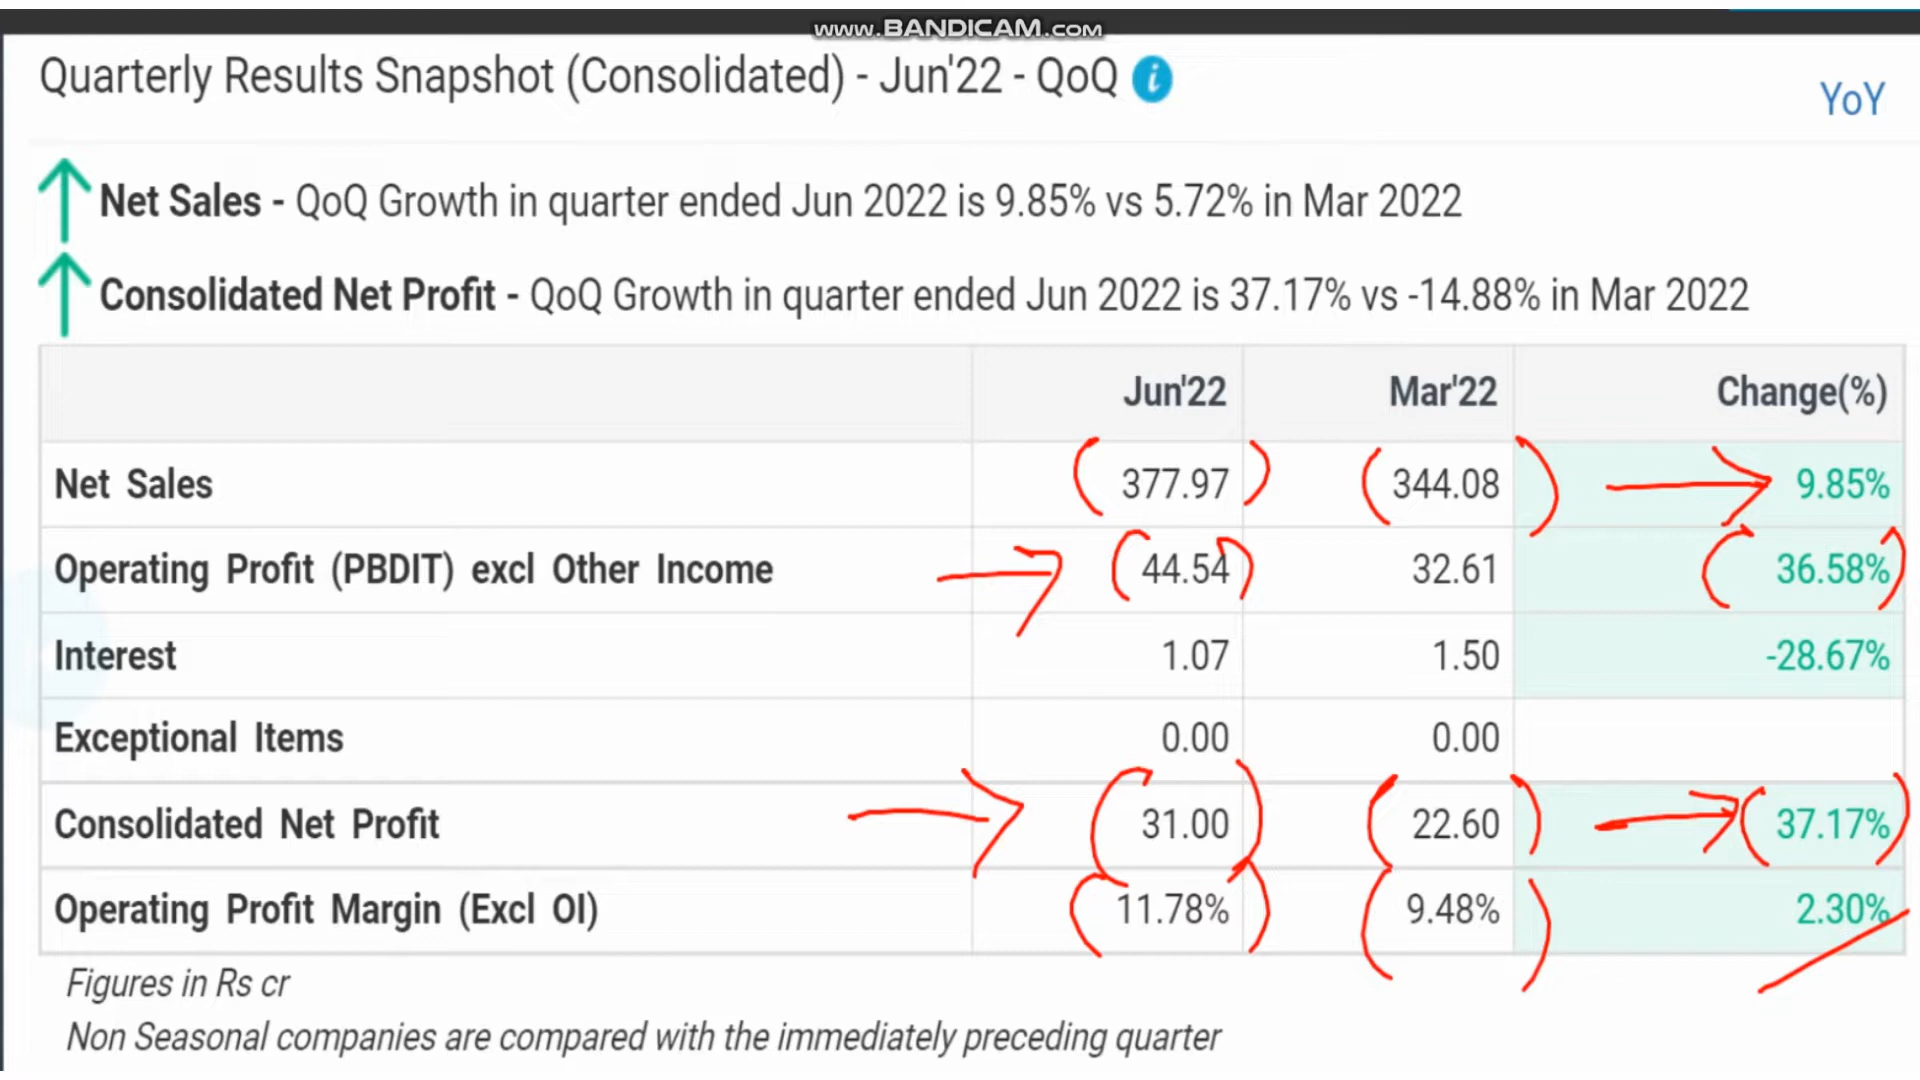 www.BANDICAM.com
Quarterly Results Snapshot (Consolidated) - Jun'22 - QoQ i
YoY
Net Sales - QoQ Growth in quarter ended Jun 2022 is 9.85% vs 5.72% in Mar 2022
Consolidated Net Profit - QoQ Growth in quarter ended Jun 2022 is 37.17% vs -14.88% in Mar 2022
Jun'22 Mar'22 Change(%)
Net Sales 377.97 344.08 9.85%
Operating Profit (PBDIT) excl Other Income 44.54 32.61 36.58%
Interest 1.07 1.50 -28.67%
Exceptional Items 0.00 0.00
Consolidated Net Profit 31.00 22.60 37.17%
Operating Profit Margin (Excl OI) 11.78% 9.48% 2.30%
Figures in Rs cr
Non Seasonal companies are compared with the immediately preceding quarter